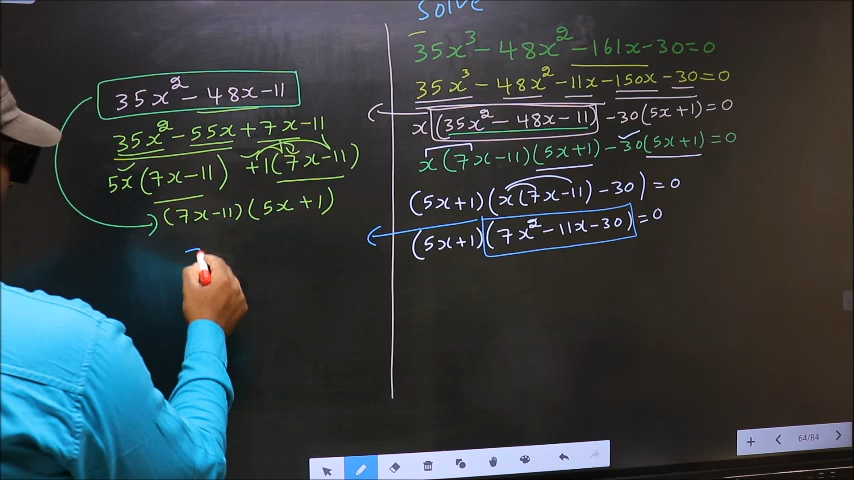 solve
35x³ - 48x² - 161x - 30 = 0
35x³ - 48x² - 11x - 150x - 30 = 0
x(35x² - 48x - 11) - 30(5x + 1) = 0
x(7x - 11)(5x + 1) - 30(5x + 1) = 0
(5x + 1)(x(7x - 11) - 30) = 0
(5x + 1)(7x² - 11x - 30) = 0
35x² - 48x - 11
35x² - 55x + 7x - 11
5x(7x - 11) + 1(7x - 11)
(7x - 11)(5x + 1)
64/84